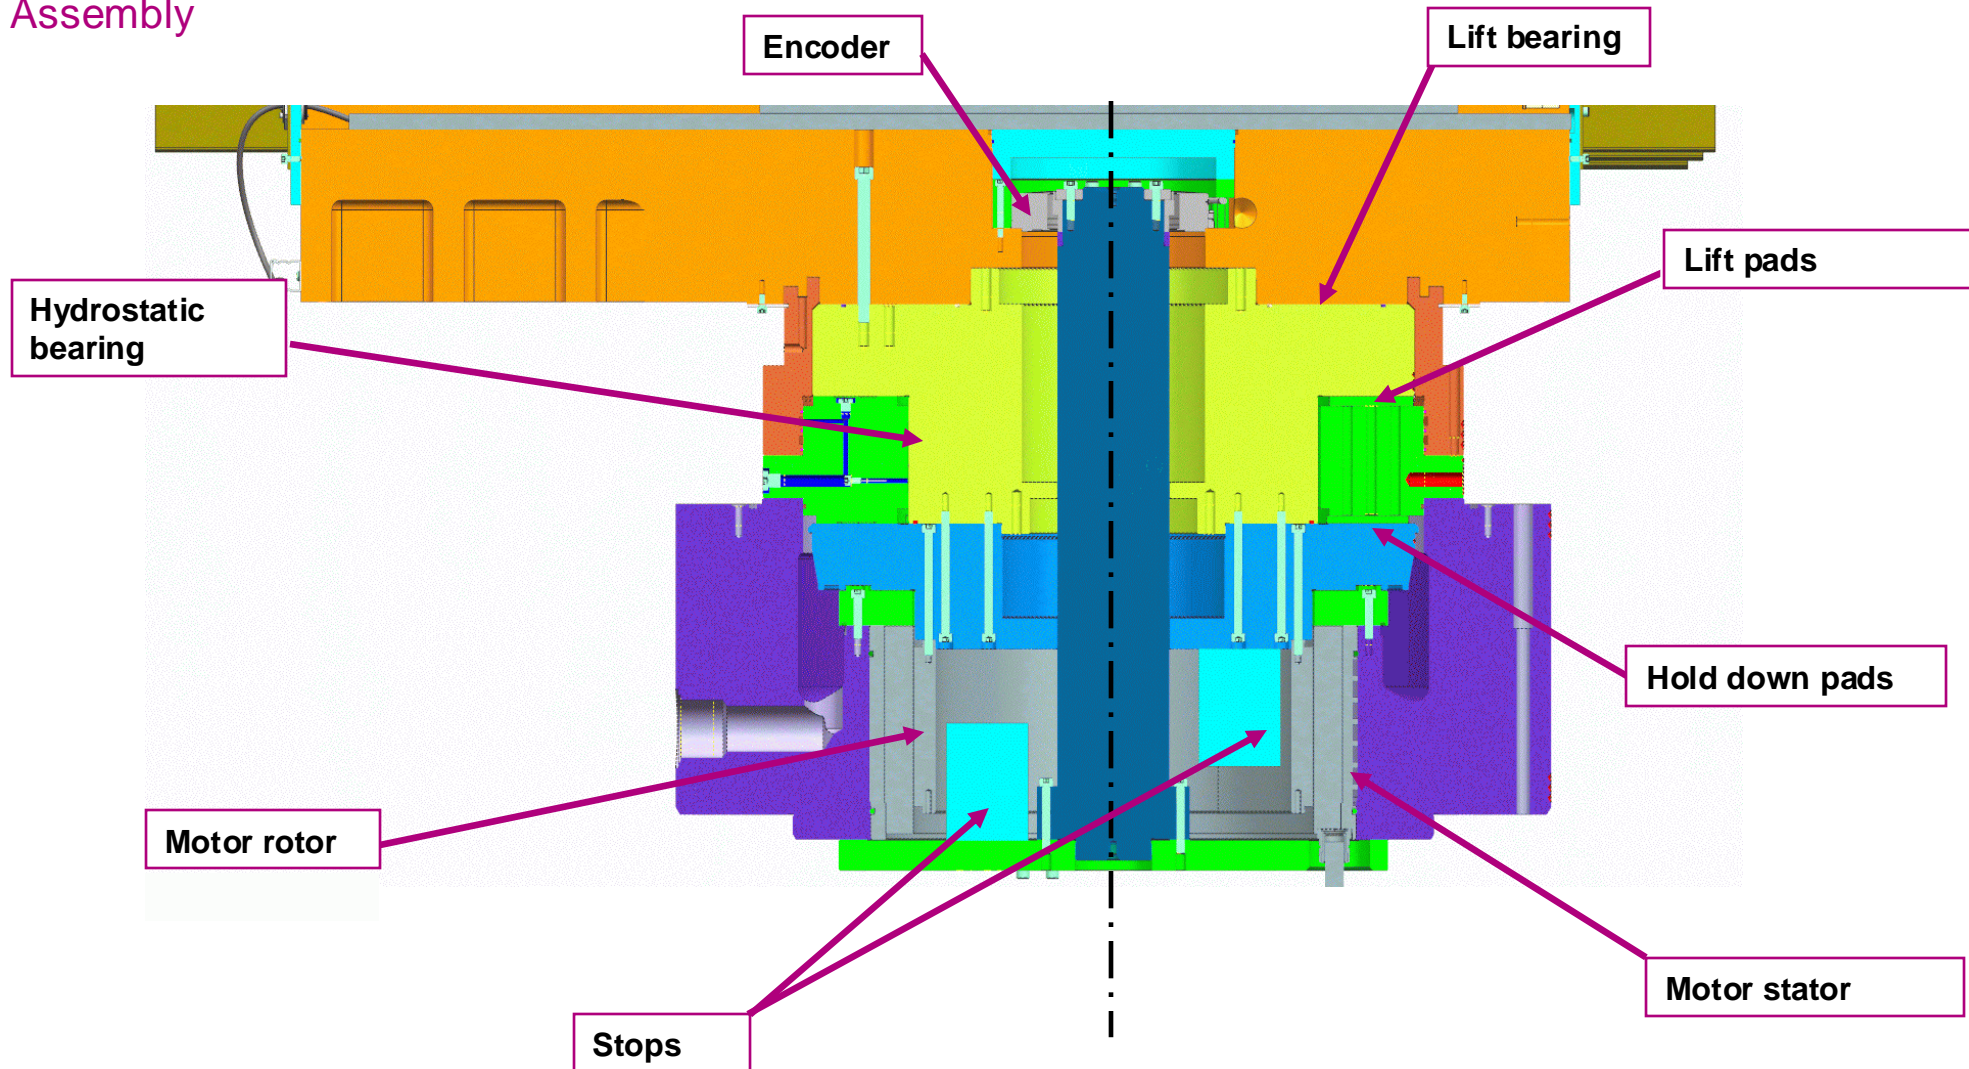 Assembly
Encoder
Lift bearing
Lift pads
Hydrostatic
bearing
Hold down pads
Motor rotor
Motor stator
Stops